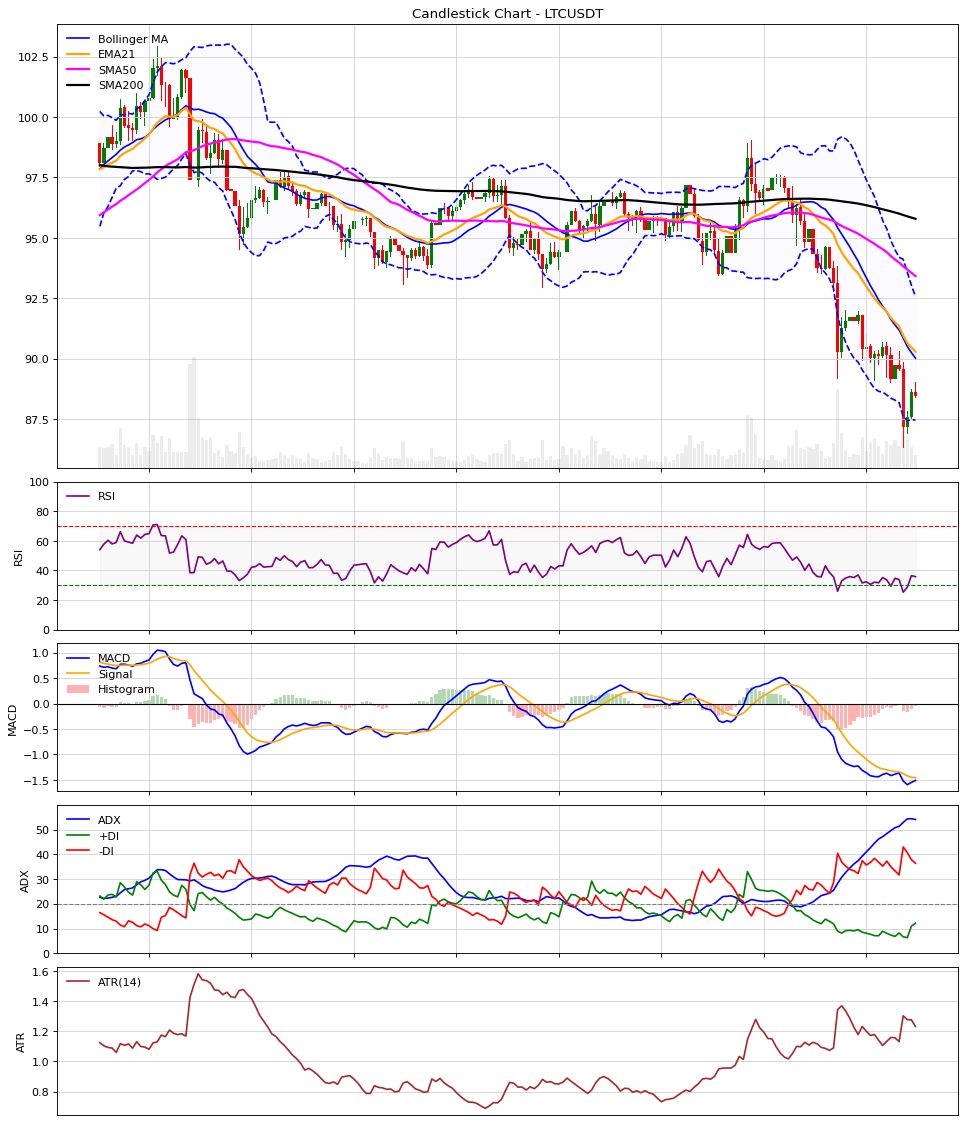 Candlestick Chart - LTCUSDT
Bollinger MA
EMA21
SMA50
SMA200
102.5
100.0
97.5
95.0
92.5
90.0
87.5
RSI
RSI
100
80
60
40
20
0
MACD
Signal
Histogram
MACD
1.0
0.5
0.0
−0.5
−1.0
−1.5
ADX
+DI
-DI
ADX
50
40
30
20
10
0
ATR(14)
ATR
1.6
1.4
1.2
1.0
0.8